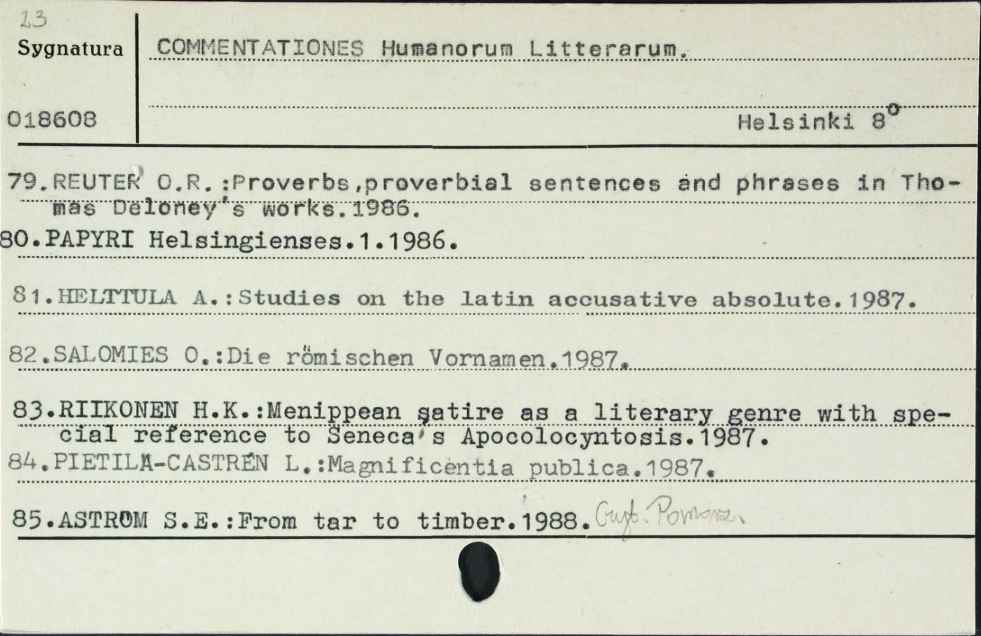 23
Sygnatura
COMMENTATIONES Humanorum Litterarum.
018608
Helsinki 8°
79.REUTER O.R.:Proverbs,proverbial sentences and phrases in Tho-
mas Deloney's works.1986.
80.PAPYRI Helsingienses.1.1986.
81.HELTTULA A.:Studies on the latin accusative absolute.1987.
82.SALOMIES O.:Die römischen Vornamen.1987.
83.RIIKONEN H.K.:Menippean satire as a literary genre with spe-
cial reference to Seneca's Apocolocyntosis.1987.
84.PIETILÄ-CASTRÉN L.:Magnificentia publica.1987.
85.ASTROM S.E.:From tar to timber.1988.